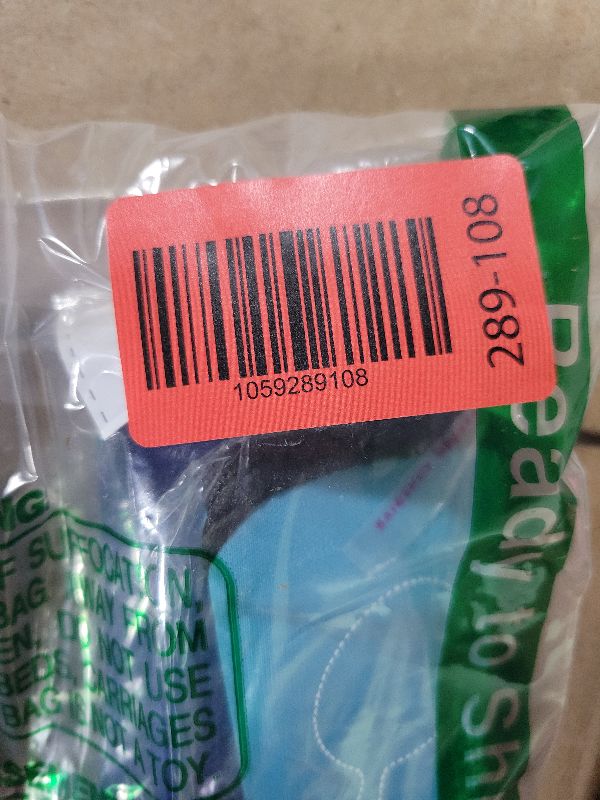 289-108
1059289108
Ready to Sh
F SUFFOCATION,
BAG AWAY FROM
DO NOT USE
BEDS, CARRIAGES
BAG IS NOT A TOY